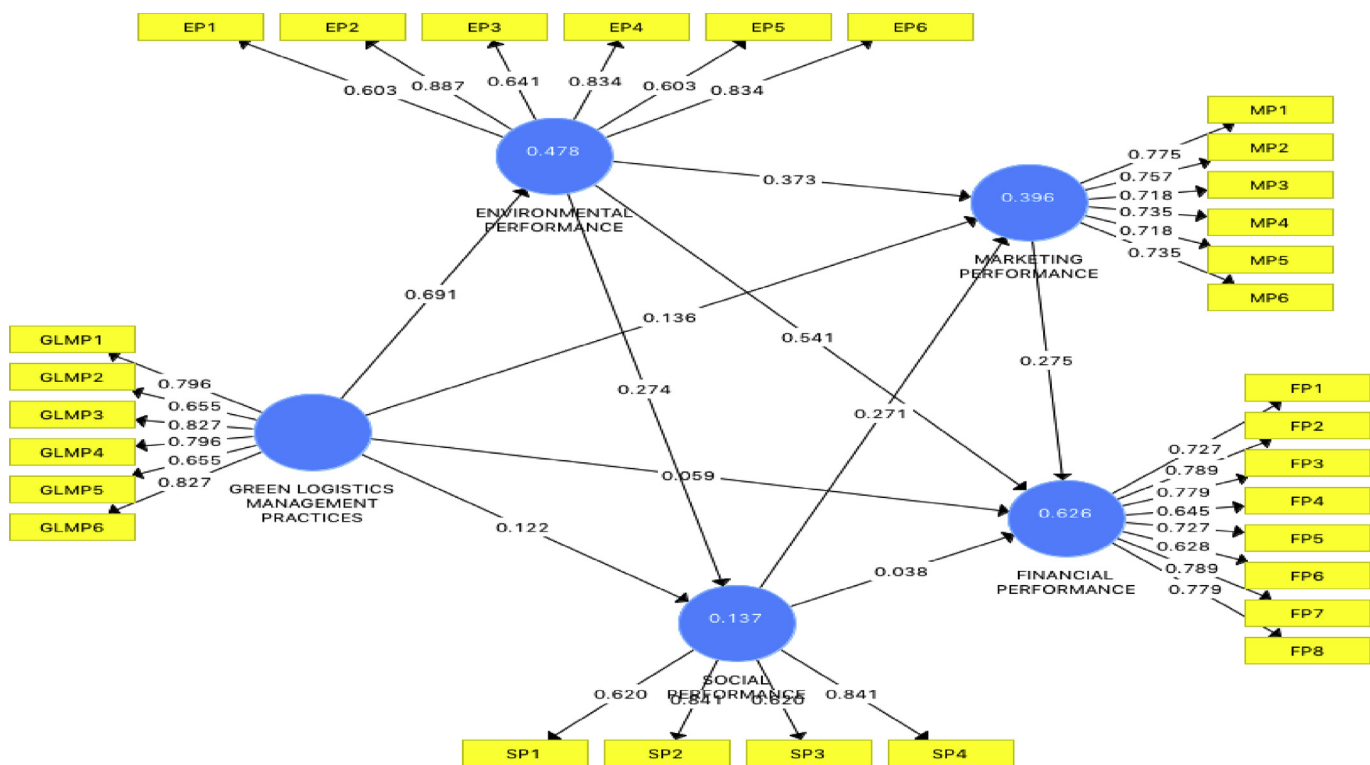 EP1 EP2 EP3 EP4 EP5 EP6
0.603 0.887 0.641 0.834 0.603 0.834
0.478
ENVIRONMENTAL
PERFORMANCE
MP1
MP2
MP3
MP4
MP5
MP6
0.775
0.757
0.718
0.735
0.718
0.735
0.396
MARKETING
PERFORMANCE
0.373
0.691
0.136
0.541
0.274
0.271
0.275
GLMP1
GLMP2
GLMP3
GLMP4
GLMP5
GLMP6
0.796
0.655
0.827
0.796
0.655
0.827
GREEN LOGISTICS
MANAGEMENT
PRACTICES
0.059
0.122
0.038
FP1
FP2
FP3
FP4
FP5
FP6
FP7
FP8
0.727
0.789
0.779
0.645
0.727
0.628
0.789
0.779
0.626
FINANCIAL
PERFORMANCE
0.137
SOCIAL
PERFORMANCE
0.620 0.841 0.620 0.841
SP1 SP2 SP3 SP4